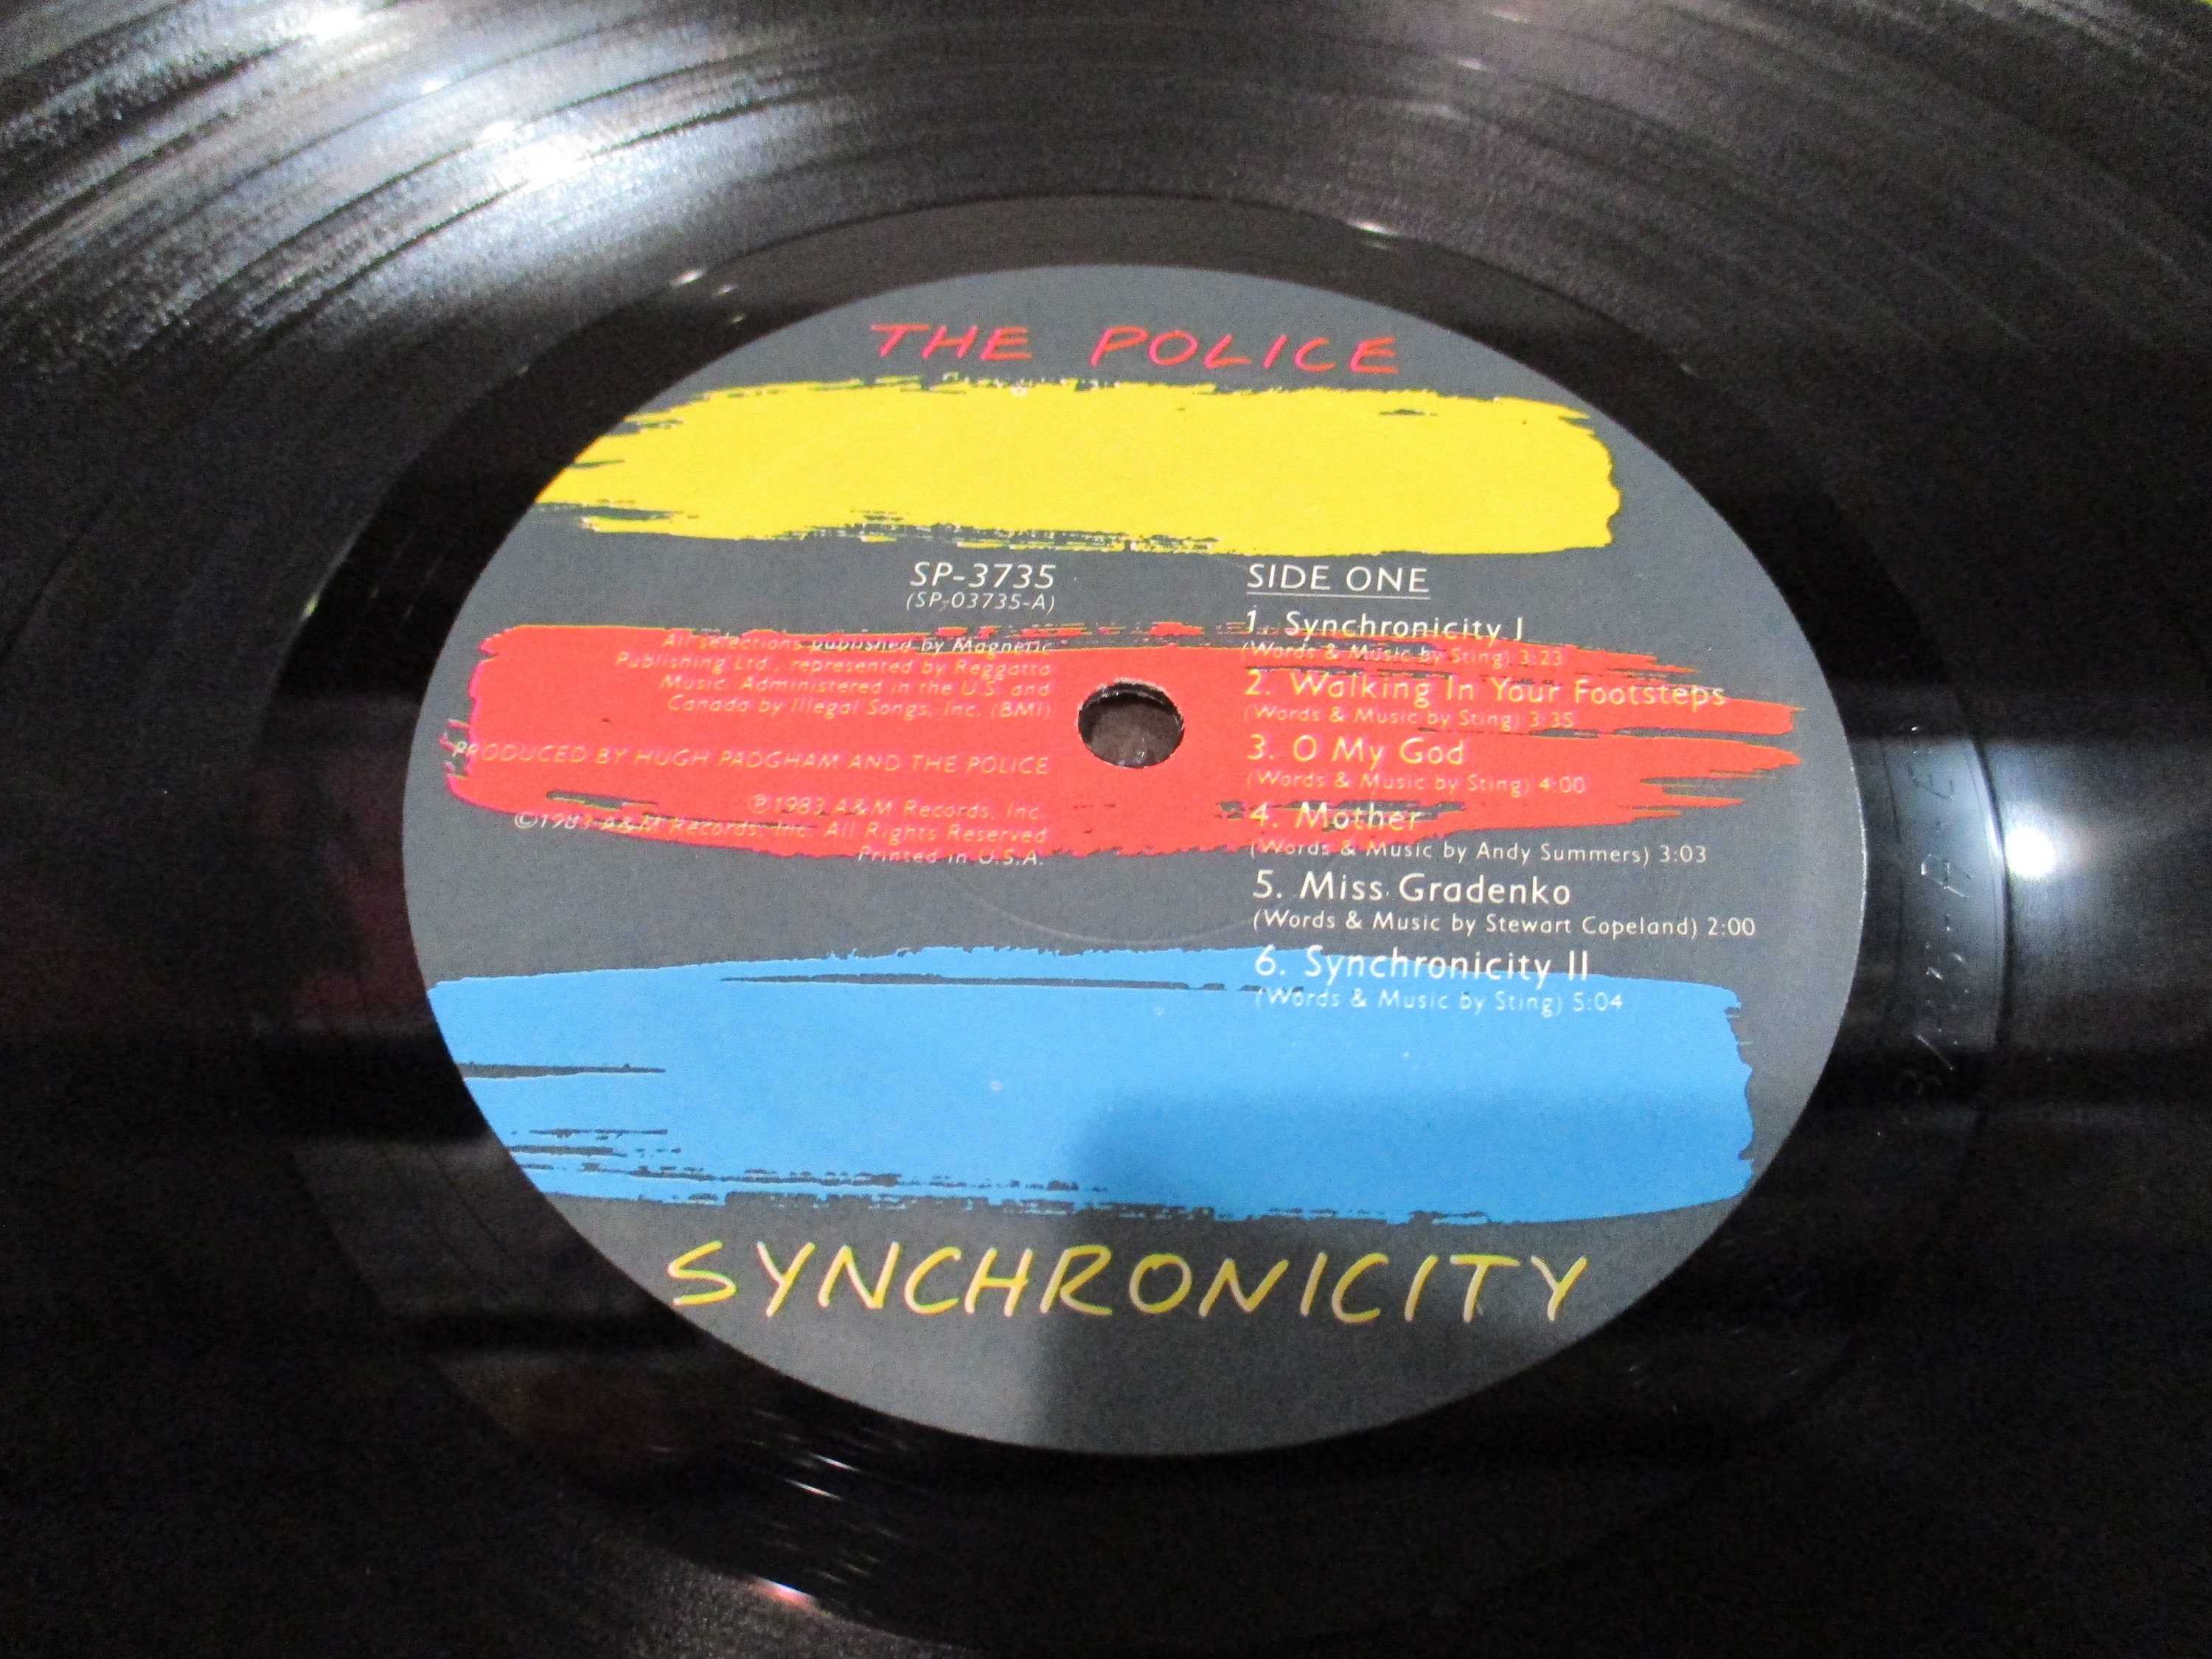 THE POLICE
SP-3735
(SP-03735-A)
All selections published by Magnetic
Publishing Ltd., represented by Reggatta
Music. Administered in the U.S. and
Canada by Illegal Songs, Inc. (BMI)
PRODUCED BY HUGH PADGHAM AND THE POLICE
℗1983 A&M Records, Inc.
©1983 A&M Records, Inc. All Rights Reserved
Printed in U.S.A.
SIDE ONE
1. Synchronicity I
(Words & Music by Sting) 3:23
2. Walking In Your Footsteps
(Words & Music by Sting) 3:35
3. O My God
(Words & Music by Sting) 4:00
4. Mother
(Words & Music by Andy Summers) 3:03
5. Miss Gradenko
(Words & Music by Stewart Copeland) 2:00
6. Synchronicity II
(Words & Music by Sting) 5:04
SYNCHRONICITY